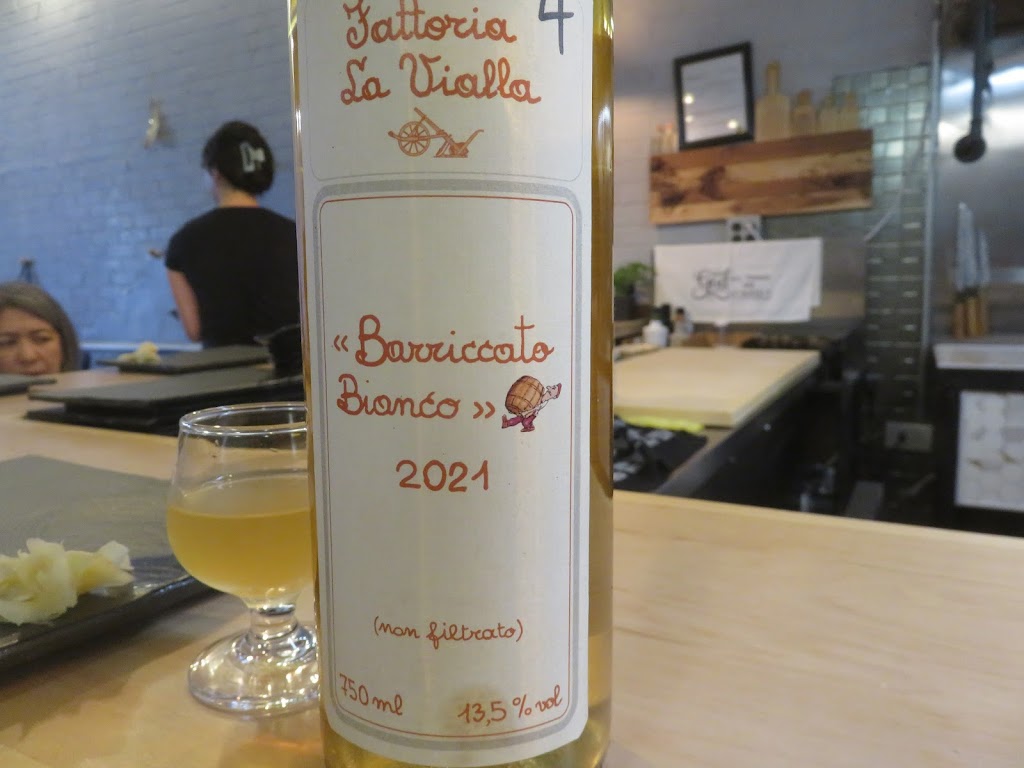 4
Fattoria
La Vialla
«Barriccato
Bianco»
2021
(non filtrato)
750 ml 13,5 % vol